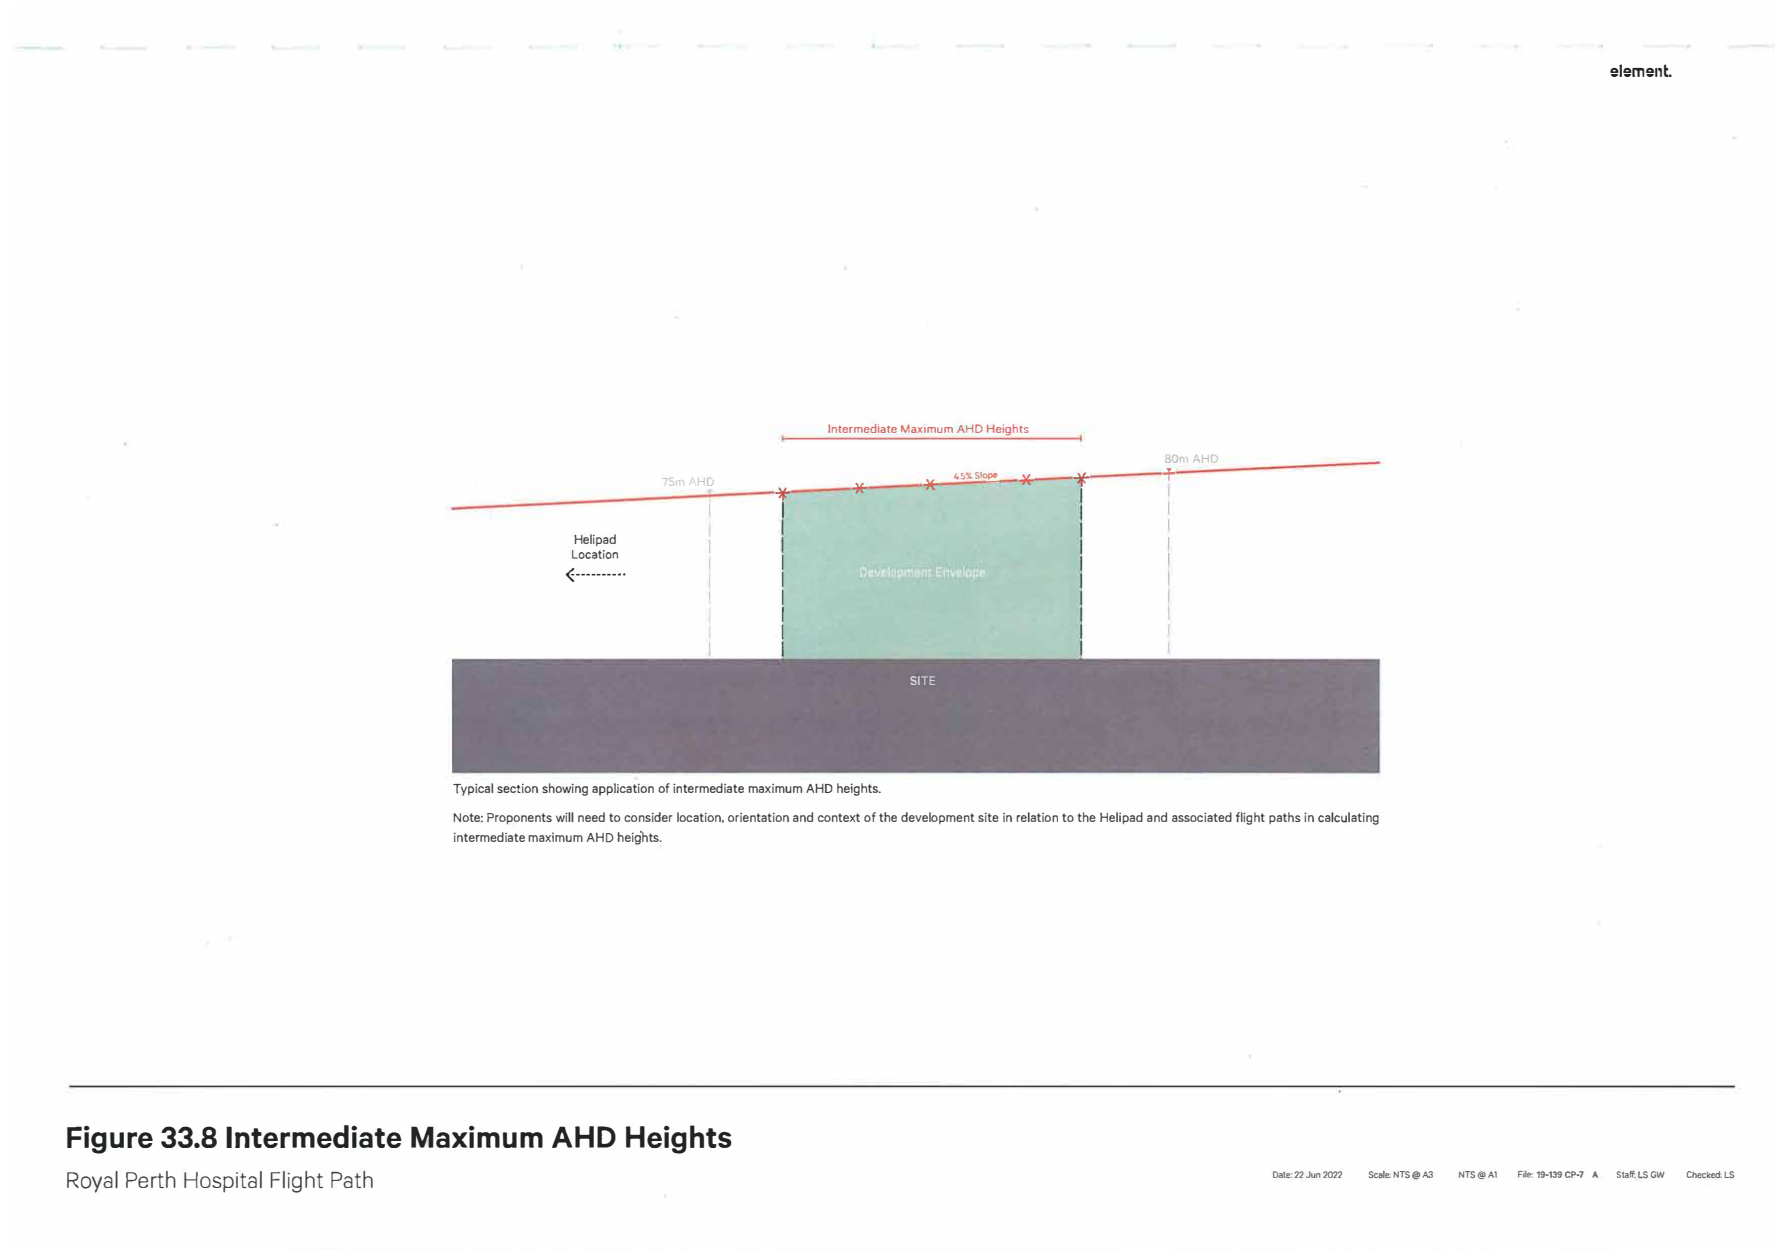 element.
Intermediate Maximum AHD Heights
75m AHD
4.5% Slope
80m AHD
Helipad
Location
Development Envelope
SITE
Typical section showing application of intermediate maximum AHD heights.
Note: Proponents will need to consider location, orientation and context of the development site in relation to the Helipad and associated flight paths in calculating
intermediate maximum AHD heights.
Figure 33.8 Intermediate Maximum AHD Heights
Royal Perth Hospital Flight Path
Date: 22 Jun 2022 Scale: NTS @ A3 NTS @ A1 File: 19-139 CP-7 A Staff: LS GW Checked: LS